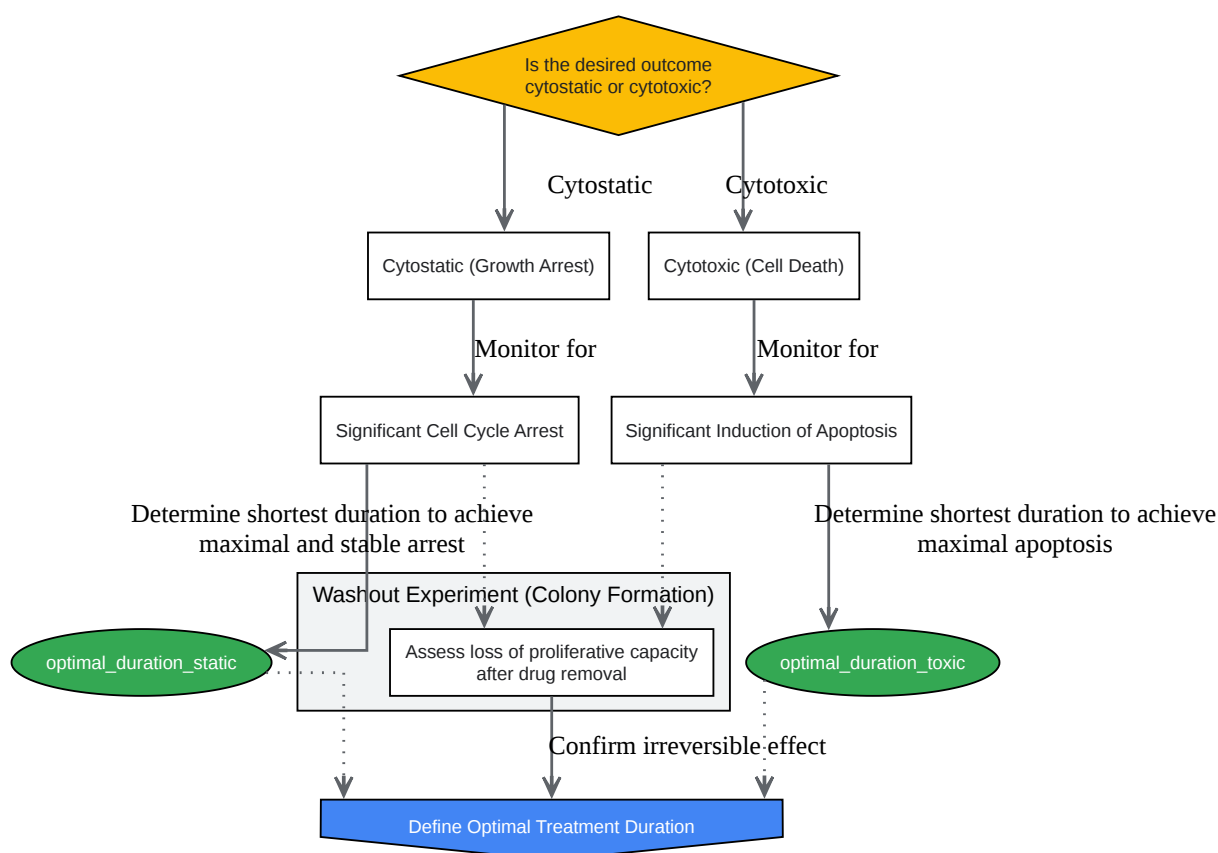 Is the desired outcome
cytostatic or cytotoxic?
Cytostatic
Cytotoxic
Cytostatic (Growth Arrest)
Cytotoxic (Cell Death)
Monitor for
Monitor for
Significant Cell Cycle Arrest
Significant Induction of Apoptosis
Determine shortest duration to achieve
maximal and stable arrest
Determine shortest duration to achieve
maximal apoptosis
Washout Experiment (Colony Formation)
optimal_duration_static
Assess loss of proliferative capacity
after drug removal
optimal_duration_toxic
Confirm irreversible effect
Define Optimal Treatment Duration